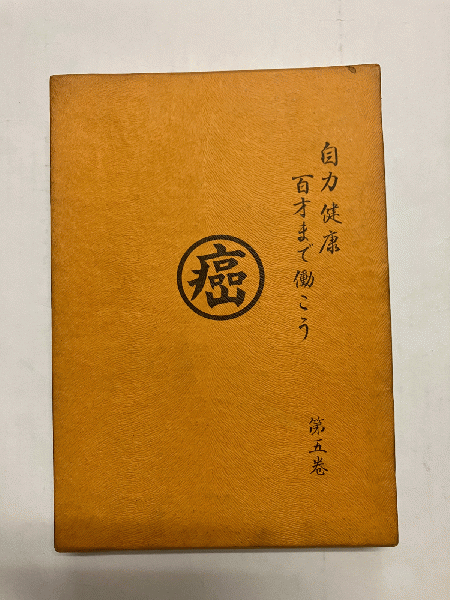 自力健康
百才まで働こう
癌
第五巻